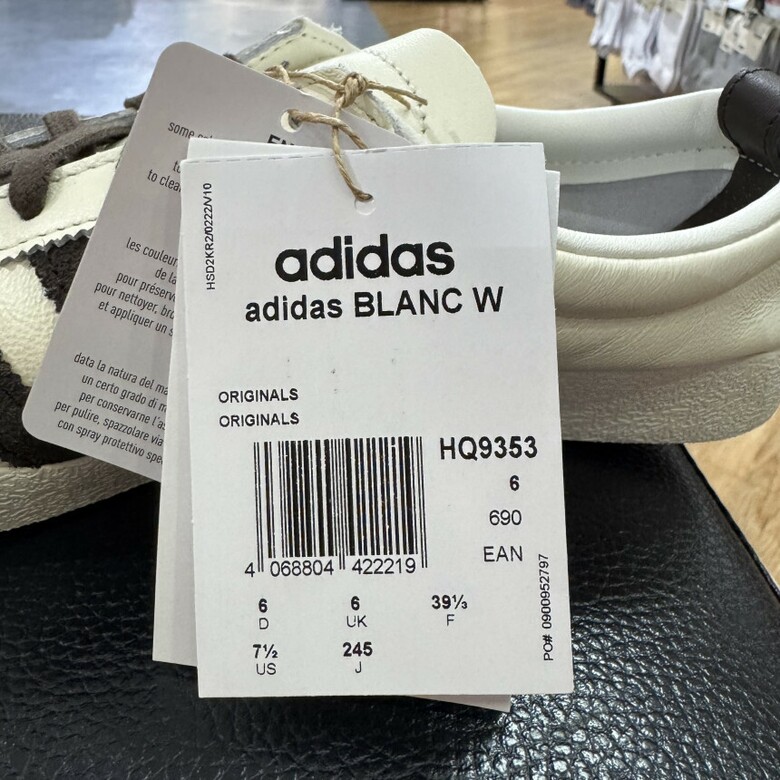 some
to clea
les couleur
de la
pour préserv
pour nettoyer, bro
et appliquer un s
data la natura del ma
un certo grado di m
per conservarne l'as
per pulire, spazzolare via
con spray protettivo spe
HSD2KR2/0222/V10
adidas
adidas BLANC W
ORIGINALS
ORIGINALS
HQ9353
6
690
EAN
4 068804 422219
6 6 39⅓
D UK F
7½ 245
US J
PO# 0900952797